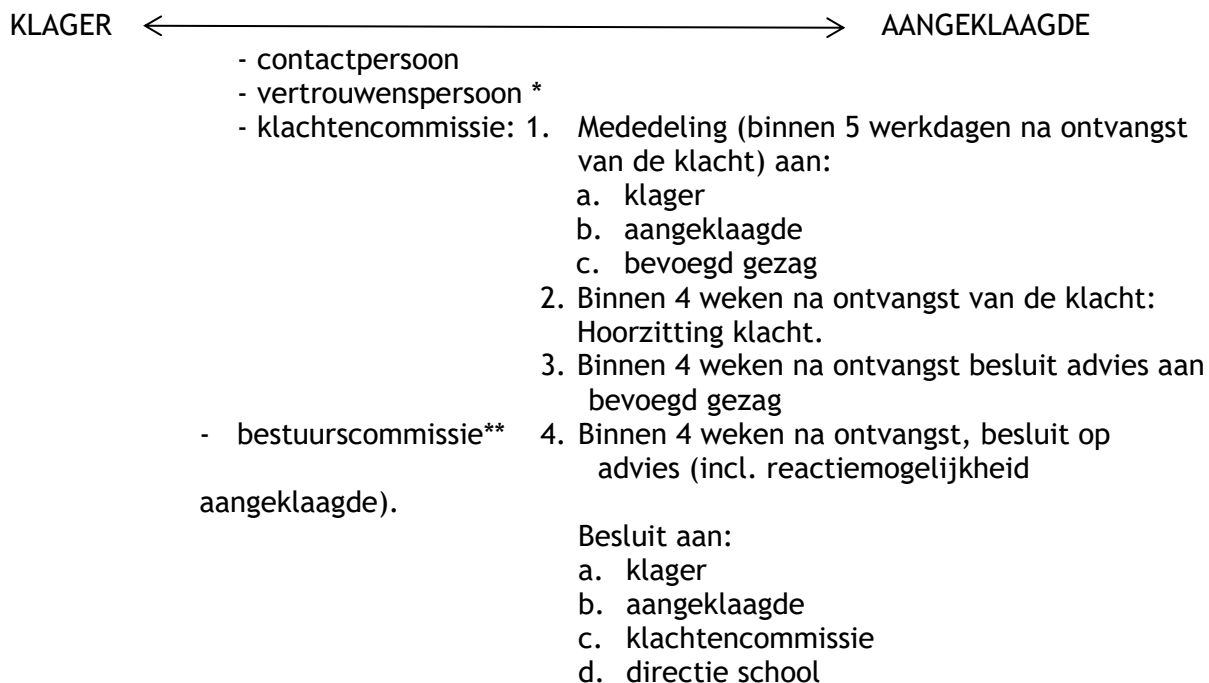 KLAGER AANGEKLAAGDE
- contactpersoon
- vertrouwenspersoon *
- klachtencommissie: 1. Mededeling (binnen 5 werkdagen na ontvangst
van de klacht) aan:
a. klager
b. aangeklaagde
c. bevoegd gezag
2. Binnen 4 weken na ontvangst van de klacht:
Hoorzitting klacht.
3. Binnen 4 weken na ontvangst besluit advies aan
bevoegd gezag
- bestuurscommissie** 4. Binnen 4 weken na ontvangst, besluit op
advies (incl. reactiemogelijkheid
aangeklaagde).
Besluit aan:
a. klager
b. aangeklaagde
c. klachtencommissie
d. directie school